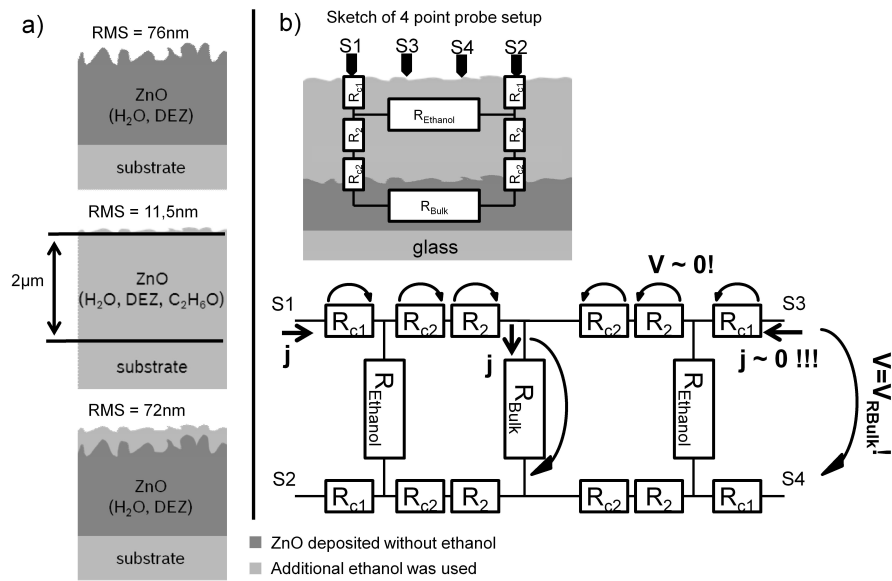 a)
RMS = 76nm
ZnO
(H₂O, DEZ)
substrate
RMS = 11,5nm
2µm
ZnO
(H₂O, DEZ, C₂H₆O)
substrate
RMS = 72nm
ZnO
(H₂O, DEZ)
substrate
b)
Sketch of 4 point probe setup
S1 S3 S4 S2
Rc1 Rc1
REthanol
R2 R2
Rc2 Rc2
RBulk
glass
V ~ 0!
S1 Rc1 Rc2 R2 Rc2 R2 Rc1 S3
j j j ~ 0 !!!
REthanol RBulk REthanol V=VRBulk!
S2 Rc1 Rc2 R2 Rc2 R2 Rc1 S4
ZnO deposited without ethanol
Additional ethanol was used